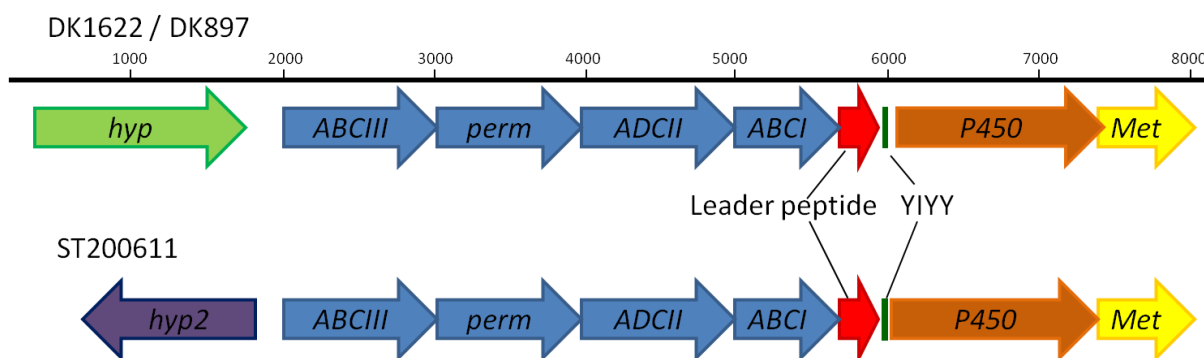 DK1622 / DK897
1000 2000 3000 4000 5000 6000 7000 8000
hyp ABCIII perm ADCII ABCI P450 Met
Leader peptide YIYY
ST200611
hyp2 ABCIII perm ADCII ABCI P450 Met